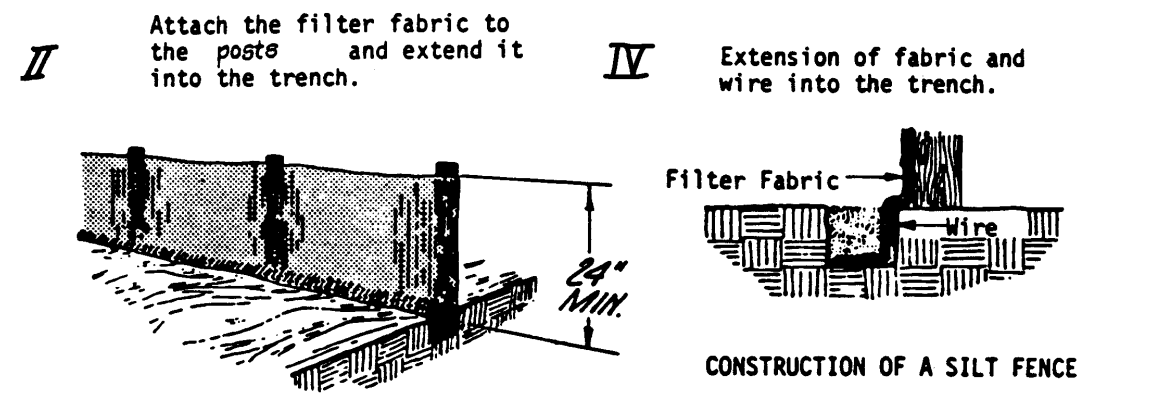 II
Attach the filter fabric to
the posts and extend it
into the trench.
24"
MIN.
IV
Extension of fabric and
wire into the trench.
Filter Fabric
Wire
CONSTRUCTION OF A SILT FENCE